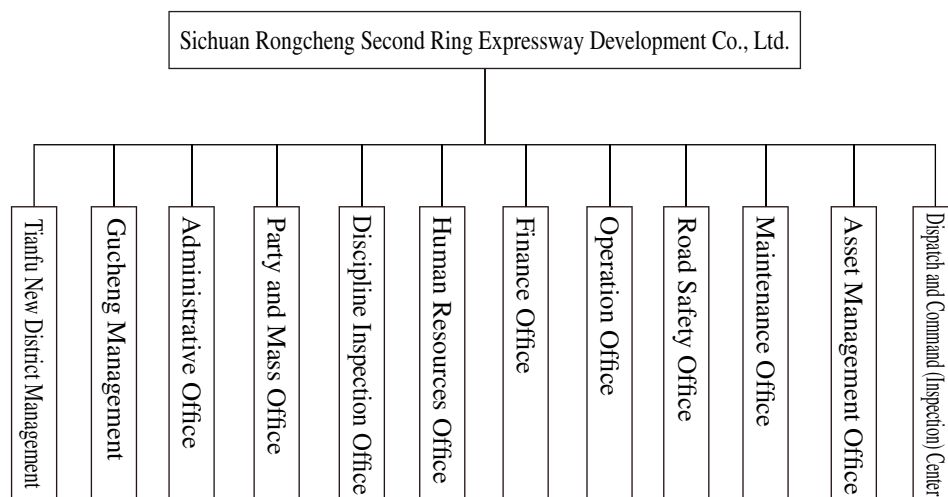 Sichuan Rongcheng Second Ring Expressway Development Co., Ltd.
Tianfu New District Management
Gucheng Management
Administrative Office
Party and Mass Office
Discipline Inspection Office
Human Resources Office
Finance Office
Operation Office
Road Safety Office
Maintenance Office
Asset Management Office
Dispatch and Command (Inspection) Center